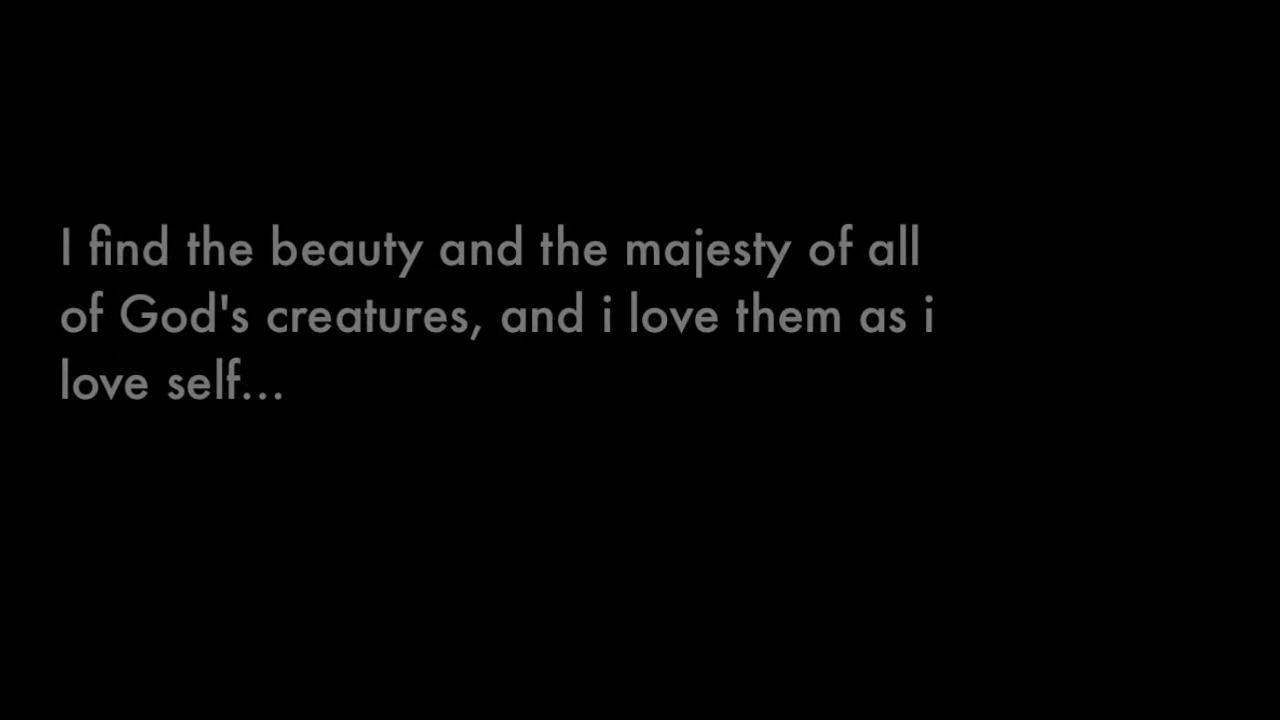 I find the beauty and the majesty of all
of God's creatures, and i love them as i
love self...